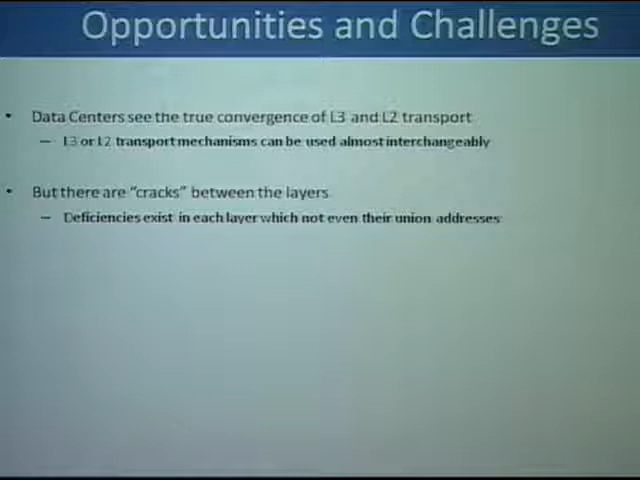 Opportunities and Challenges
• Data Centers see the true convergence of L3 and L2 transport
– L3 or L2 transport mechanisms can be used almost interchangeably
• But there are “cracks” between the layers
– Deficiencies exist in each layer which not even their union addresses